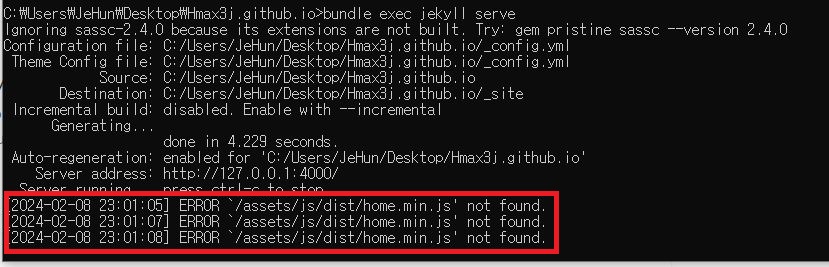 C:₩Users₩JeHun₩Desktop₩Hmax3j.github.io>bundle exec jekyll serve
Ignoring sassc-2.4.0 because its extensions are not built. Try: gem pristine sassc --version 2.4.0
Configuration file: C:/Users/JeHun/Desktop/Hmax3j.github.io/_config.yml
Theme Config file: C:/Users/JeHun/Desktop/Hmax3j.github.io/_config.yml
Source: C:/Users/JeHun/Desktop/Hmax3j.github.io
Destination: C:/Users/JeHun/Desktop/Hmax3j.github.io/_site
Incremental build: disabled. Enable with --incremental
Generating...
done in 4.229 seconds.
Auto-regeneration: enabled for 'C:/Users/JeHun/Desktop/Hmax3j.github.io'
Server address: http://127.0.0.1:4000/
Server running... press ctrl-c to stop.
[2024-02-08 23:01:05] ERROR `/assets/js/dist/home.min.js' not found.
[2024-02-08 23:01:07] ERROR `/assets/js/dist/home.min.js' not found.
[2024-02-08 23:01:08] ERROR `/assets/js/dist/home.min.js' not found.